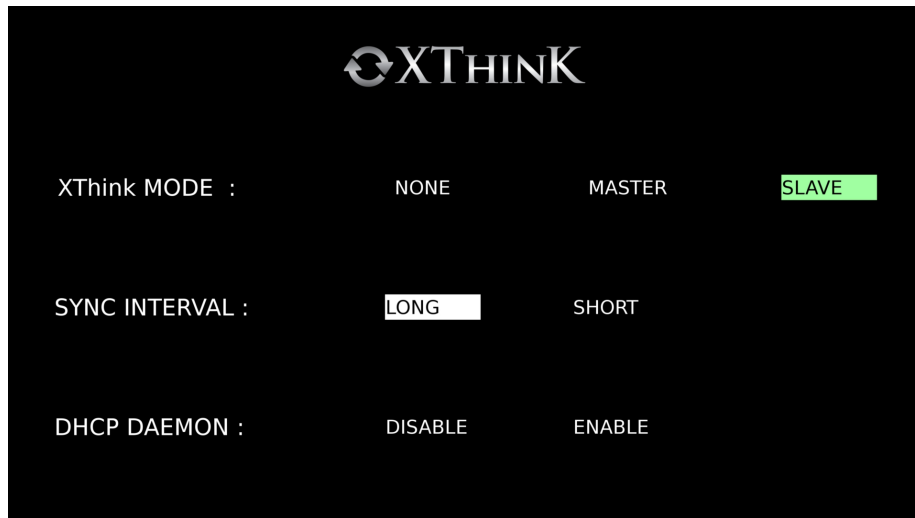 XThink
XThink MODE : NONE MASTER SLAVE
SYNC INTERVAL : LONG SHORT
DHCP DAEMON : DISABLE ENABLE